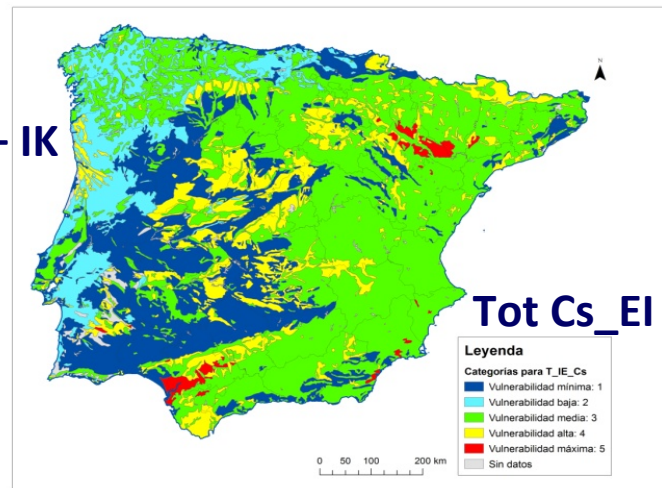 N
- IK
Tot Cs_EI
Leyenda
Categorías para T_IE_Cs
Vulnerabilidad mínima: 1
Vulnerabilidad baja: 2
Vulnerabilidad media: 3
Vulnerabilidad alta: 4
Vulnerabilidad máxima: 5
Sin datos
0 50 100 200 km